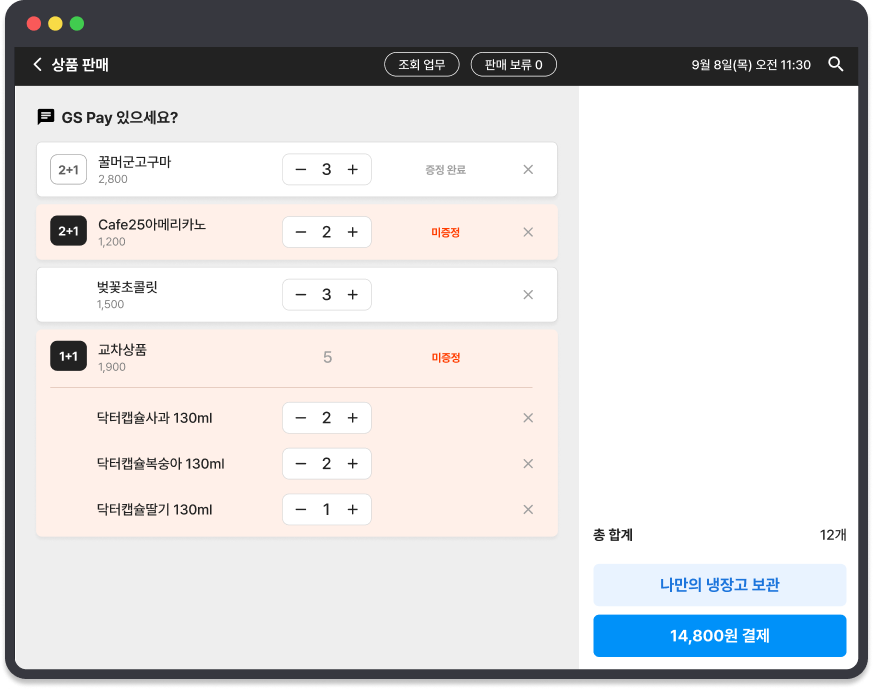 상품 판매
조회 업무
판매 보류 0
9월 8일(목) 오전 11:30
GS Pay 있으세요?
2+1
꿀머군고구마
2,800
3
증정 완료
2+1
Cafe25아메리카노
1,200
2
미증정
벚꽃초콜릿
1,500
3
1+1
교차상품
1,900
5
미증정
닥터캡슐사과 130ml
2
닥터캡슐복숭아 130ml
2
닥터캡슐딸기 130ml
1
총 합계
12개
나만의 냉장고 보관
14,800원 결제